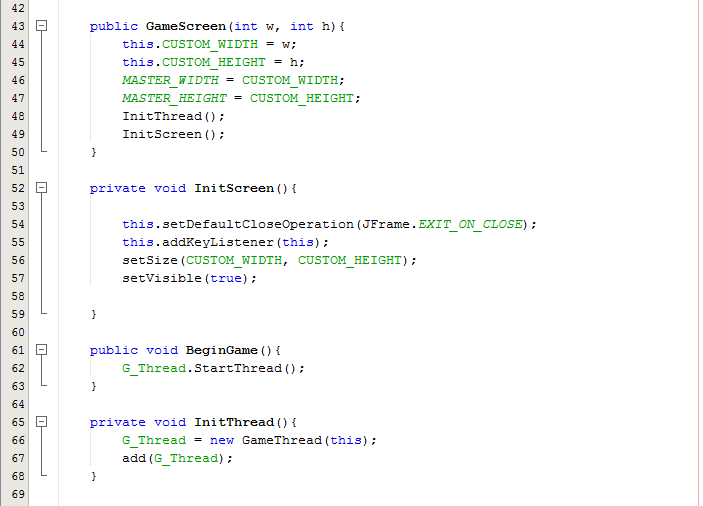 42
43 public GameScreen(int w, int h){
44 this.CUSTOM_WIDTH = w;
45 this.CUSTOM_HEIGHT = h;
46 MASTER_WIDTH = CUSTOM_WIDTH;
47 MASTER_HEIGHT = CUSTOM_HEIGHT;
48 InitThread();
49 InitScreen();
50 }
51
52 private void InitScreen(){
53
54 this.setDefaultCloseOperation(JFrame.EXIT_ON_CLOSE);
55 this.addKeyListener(this);
56 setSize(CUSTOM_WIDTH, CUSTOM_HEIGHT);
57 setVisible(true);
58
59 }
60
61 public void BeginGame(){
62 G_Thread.StartThread();
63 }
64
65 private void InitThread(){
66 G_Thread = new GameThread(this);
67 add(G_Thread);
68 }
69